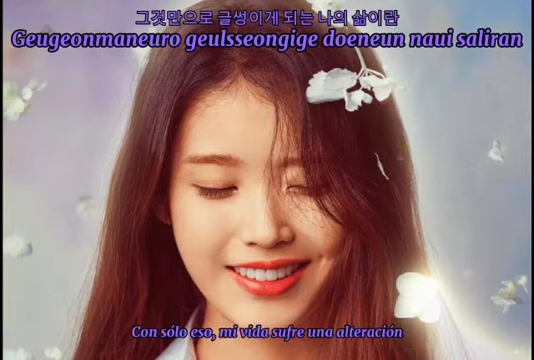 그것만으로 글썽이게 되는 나의 삶이란
Geugeonmaneuro geulsseongige doeneun naui saliran
Con sólo eso, mi vida sufre una alteración